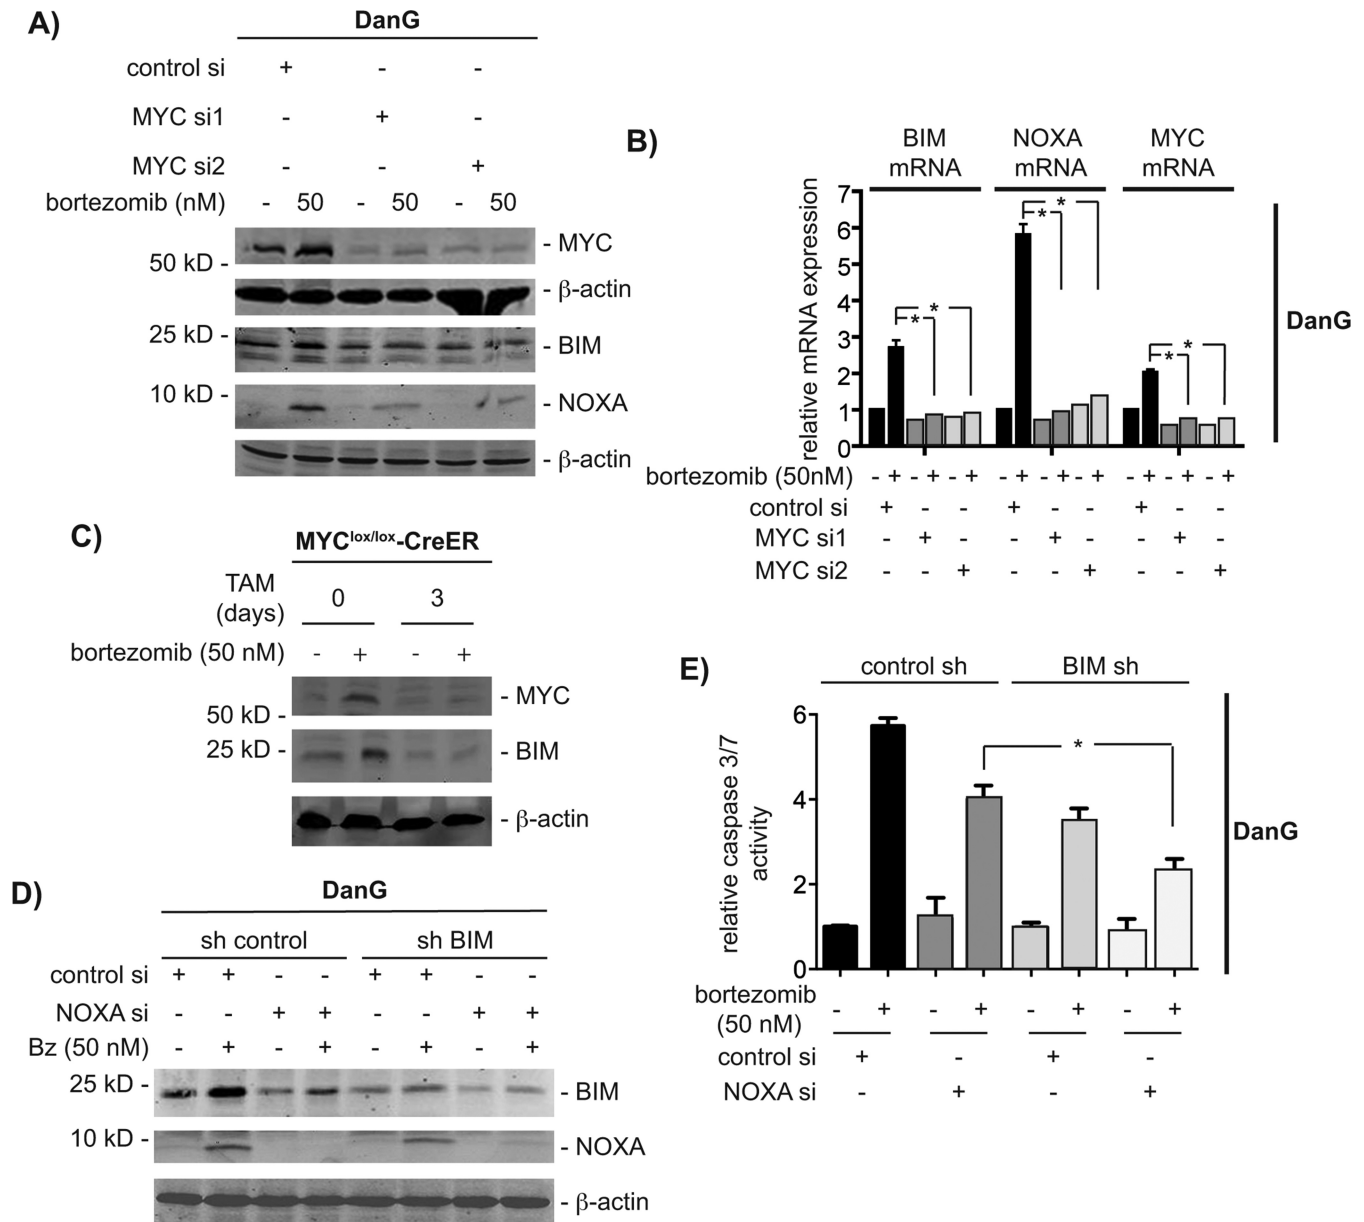 A)
DanG
control si + - -
MYC si1 - + -
MYC si2 - - +
bortezomib (nM) - 50 - 50 - 50
- MYC
50 kD -
- β-actin
25 kD -
- BIM
10 kD -
- NOXA
- β-actin
B)
BIM mRNA
NOXA mRNA
MYC mRNA
relative mRNA expression
7
6
5
4
3
2
1
0
* * * * * *
DanG
bortezomib (50nM) - + - + - + - + - + - + - + - + - +
control si + - - + - - + - -
MYC si1 - + - - + - - + -
MYC si2 - - + - - + - - +
C)
MYClox/lox-CreER
TAM
(days)
0 3
bortezomib (50 nM) - + - +
- MYC
50 kD -
25 kD -
- BIM
- β-actin
D)
DanG
sh control sh BIM
control si + + - - + + - -
NOXA si - - + + - - + +
Bz (50 nM) - + - + - + - +
25 kD -
- BIM
10 kD -
- NOXA
- β-actin
E)
control sh BIM sh
relative caspase 3/7
activity
6
4
2
0
*
DanG
bortezomib
(50 nM)
- + - + - + - +
control si + - + -
NOXA si - + - +